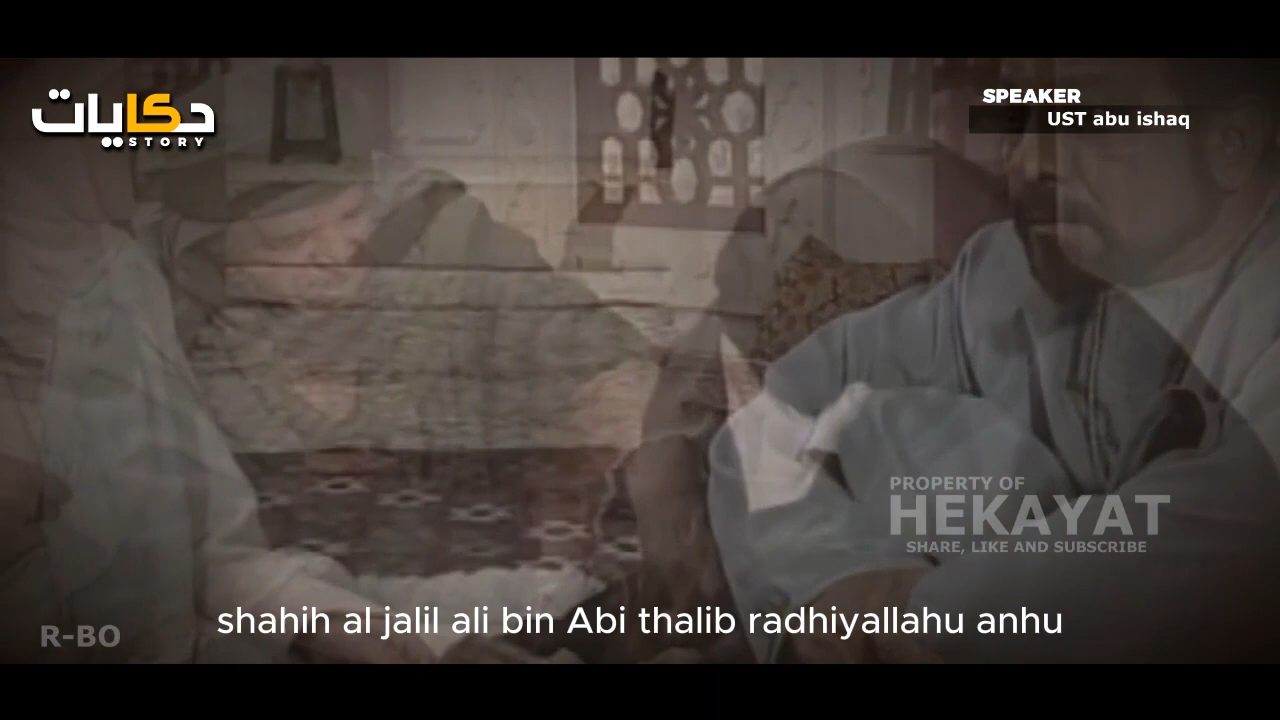 حكايات
STORY
SPEAKER
UST abu ishaq
PROPERTY OF
HEKAYAT
SHARE, LIKE AND SUBSCRIBE
shahih al jalil ali bin Abi thalib radhiyallahu anhu
R-BO